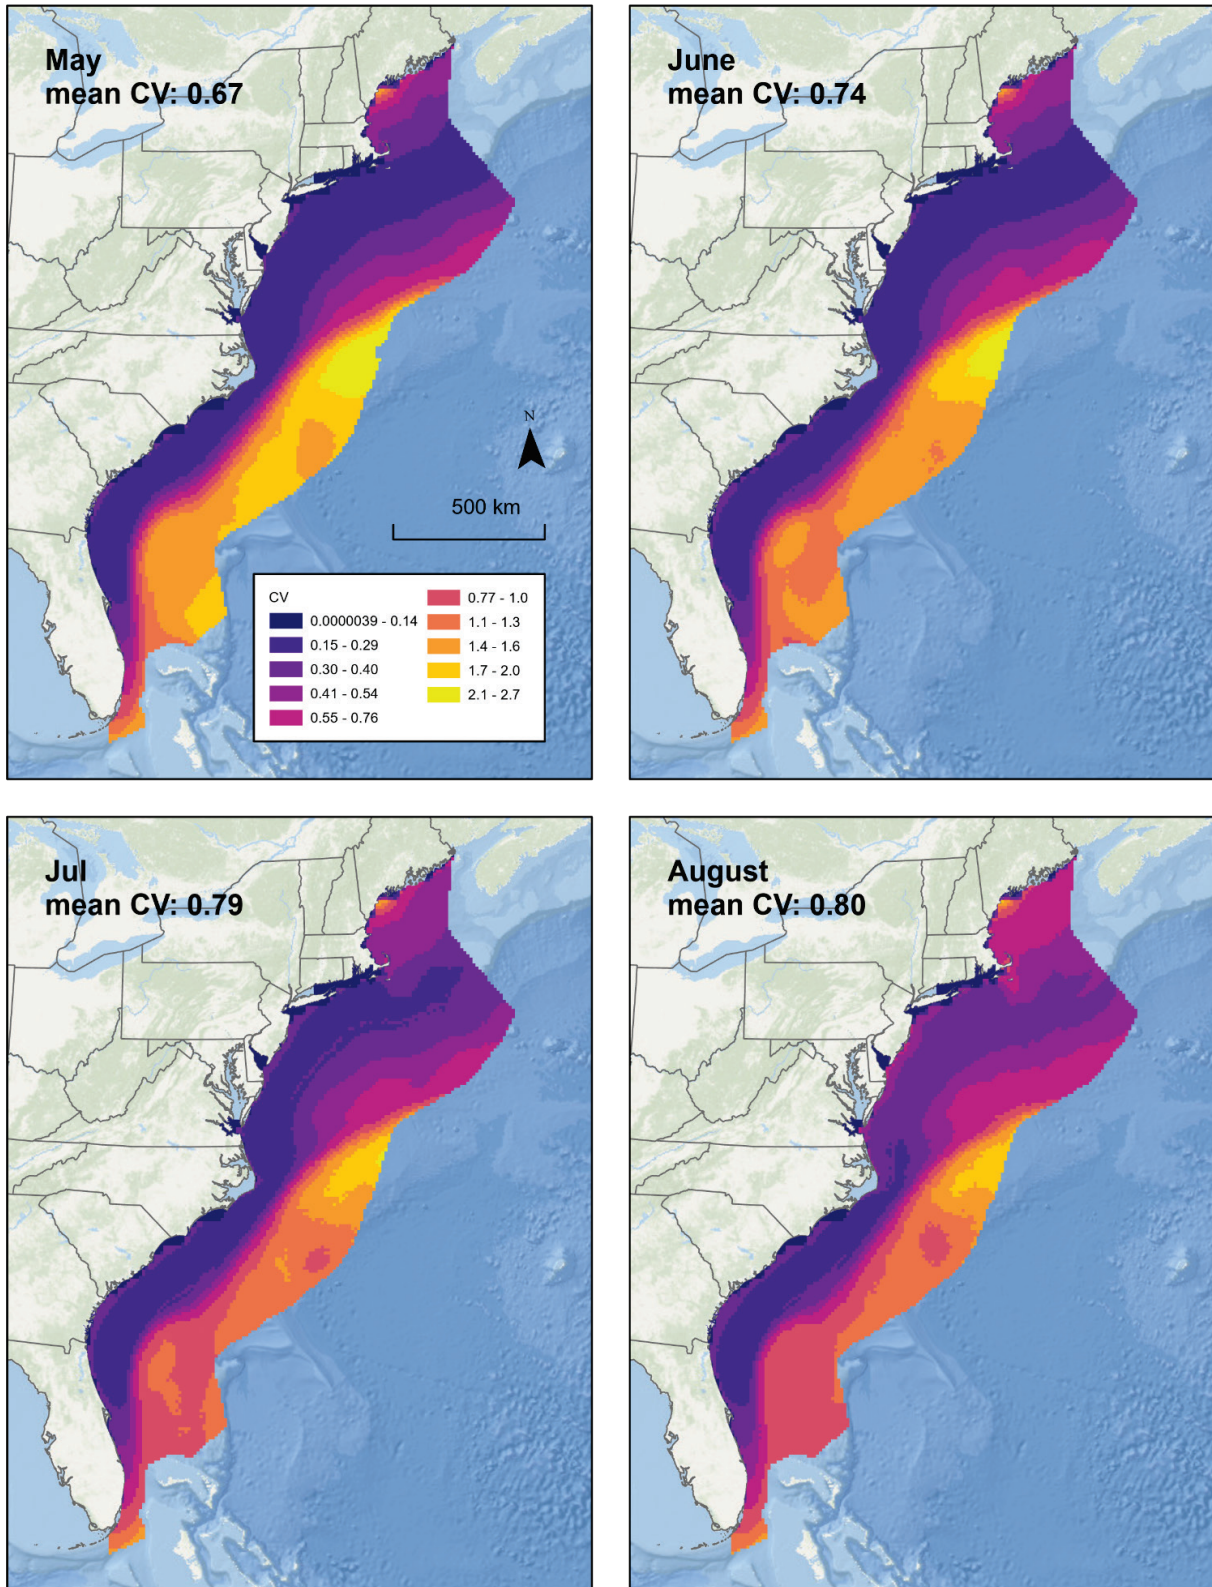 May
mean CV: 0.67
June
mean CV: 0.74
N
500 km
CV
0.0000039 - 0.14
0.15 - 0.29
0.30 - 0.40
0.41 - 0.54
0.55 - 0.76
0.77 - 1.0
1.1 - 1.3
1.4 - 1.6
1.7 - 2.0
2.1 - 2.7
Jul
mean CV: 0.79
August
mean CV: 0.80